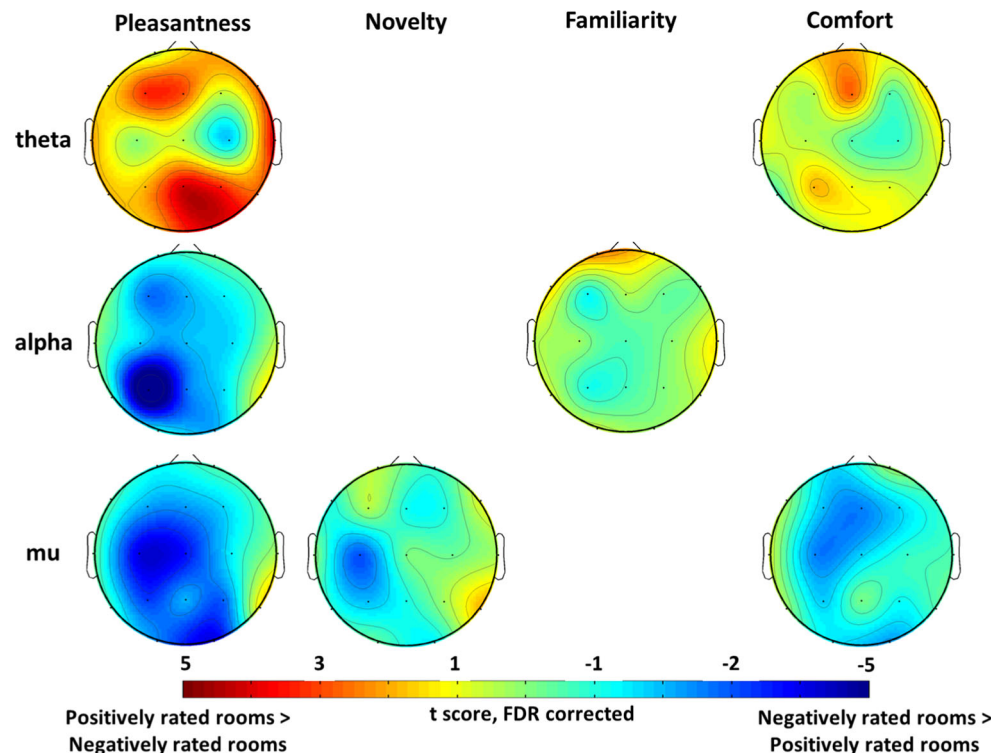 Pleasantness Novelty Familiarity Comfort
theta
alpha
mu
5 3 1 -1 -2 -5
t score, FDR corrected
Positively rated rooms >
Negatively rated rooms
Negatively rated rooms >
Positively rated rooms